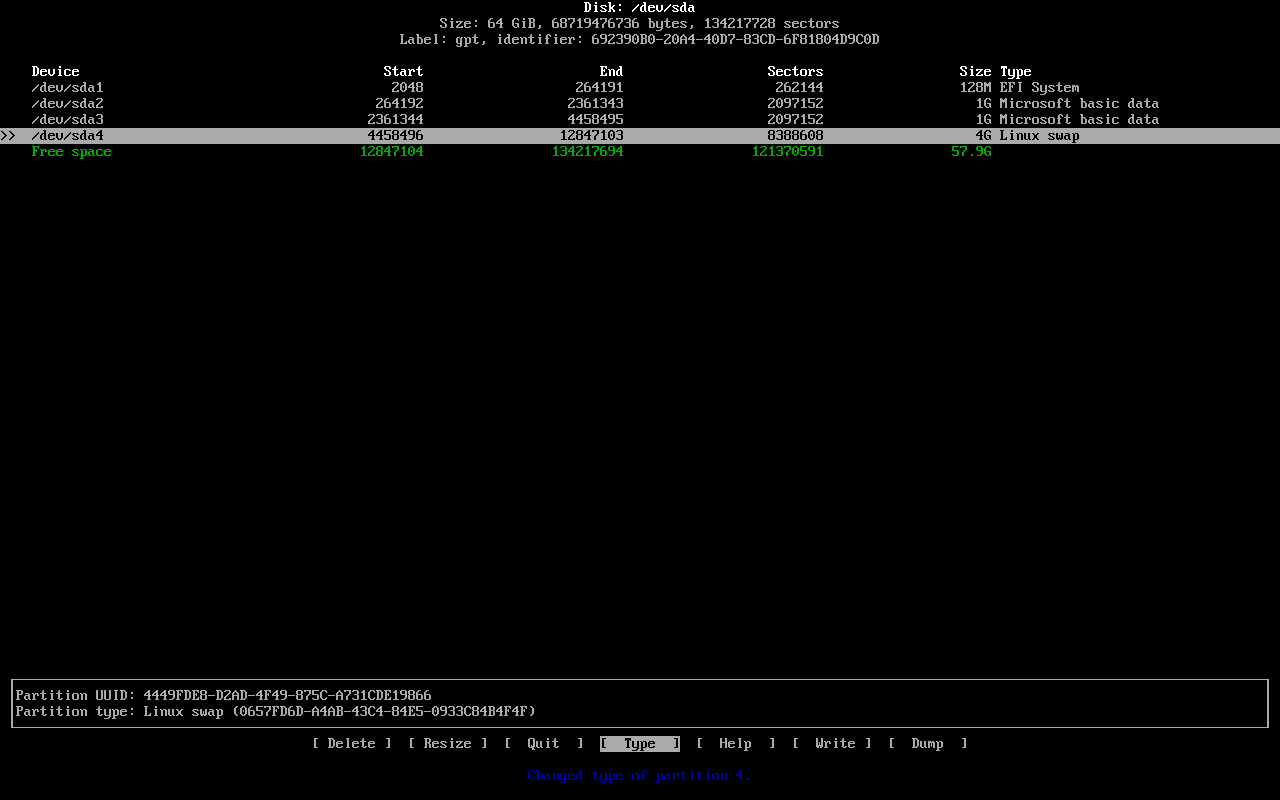 Disk: /dev/sda
Size: 64 GiB, 68719476736 bytes, 134217728 sectors
Label: gpt, identifier: 692390B0-20A4-40D7-83CD-6F81804D9C0D
Device Start End Sectors Size Type
/dev/sda1 2048 264191 262144 128M EFI System
/dev/sda2 264192 2361343 2097152 1G Microsoft basic data
/dev/sda3 2361344 4458495 2097152 1G Microsoft basic data
>> /dev/sda4 4458496 12847103 8388608 4G Linux swap
Free space 12847104 134217694 121370591 57.9G
Partition UUID: 4449FDE8-D2AD-4F49-875C-A731CDE19866
Partition type: Linux swap (0657FD6D-A4AB-43C4-84E5-0933C84B4F4F)
[ Delete ] [ Resize ] [ Quit ] [ Type ] [ Help ] [ Write ] [ Dump ]
Changed type of partition 4.